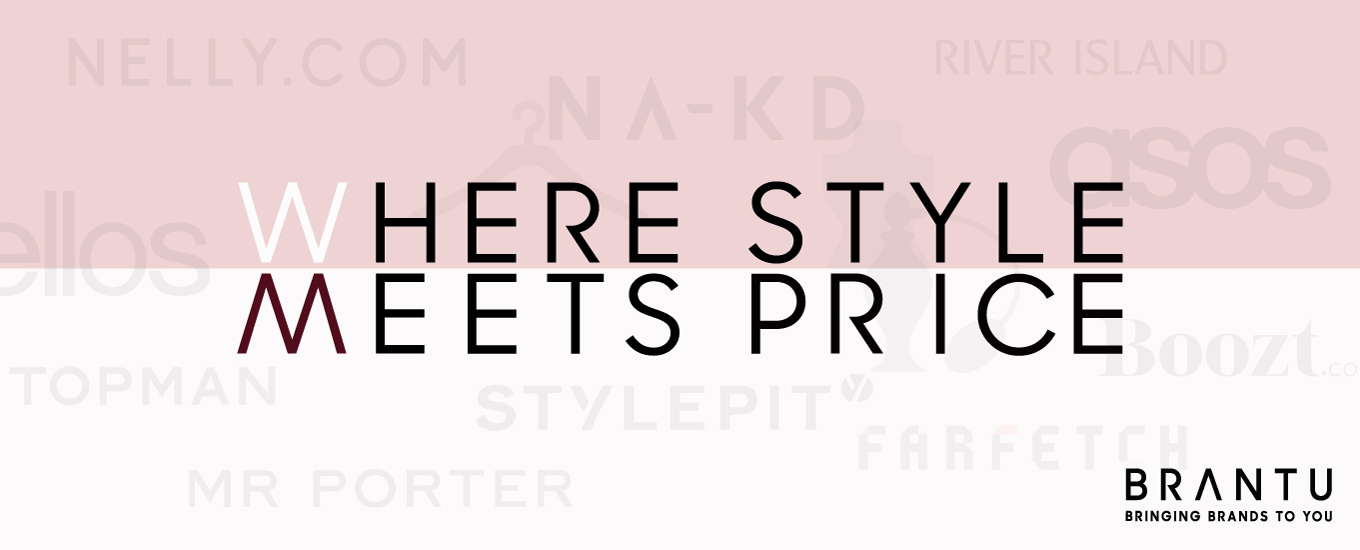 NELLY.COM
RIVER ISLAND
NA-KD
asos
WHERE STYLE
ellos
MEETS PRICE
Boozt.co
TOPMAN
STYLEPIT
FARFETCH
MR PORTER
BRANTU
BRINGING BRANDS TO YOU